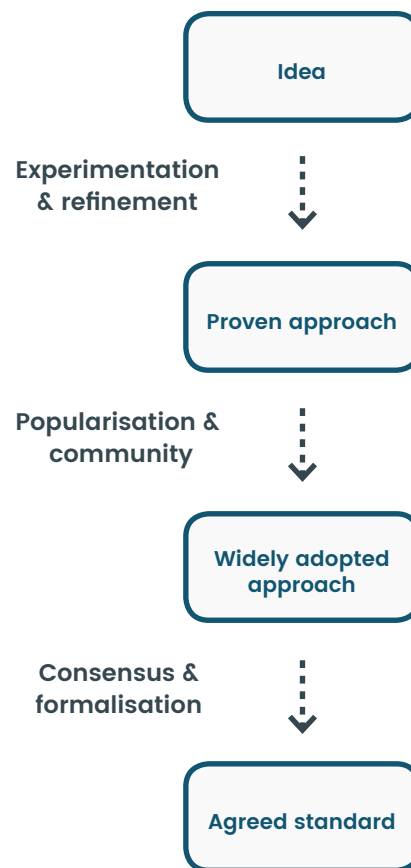 Idea
Experimentation
& refinement
Proven approach
Popularisation &
community
Widely adopted
approach
Consensus &
formalisation
Agreed standard